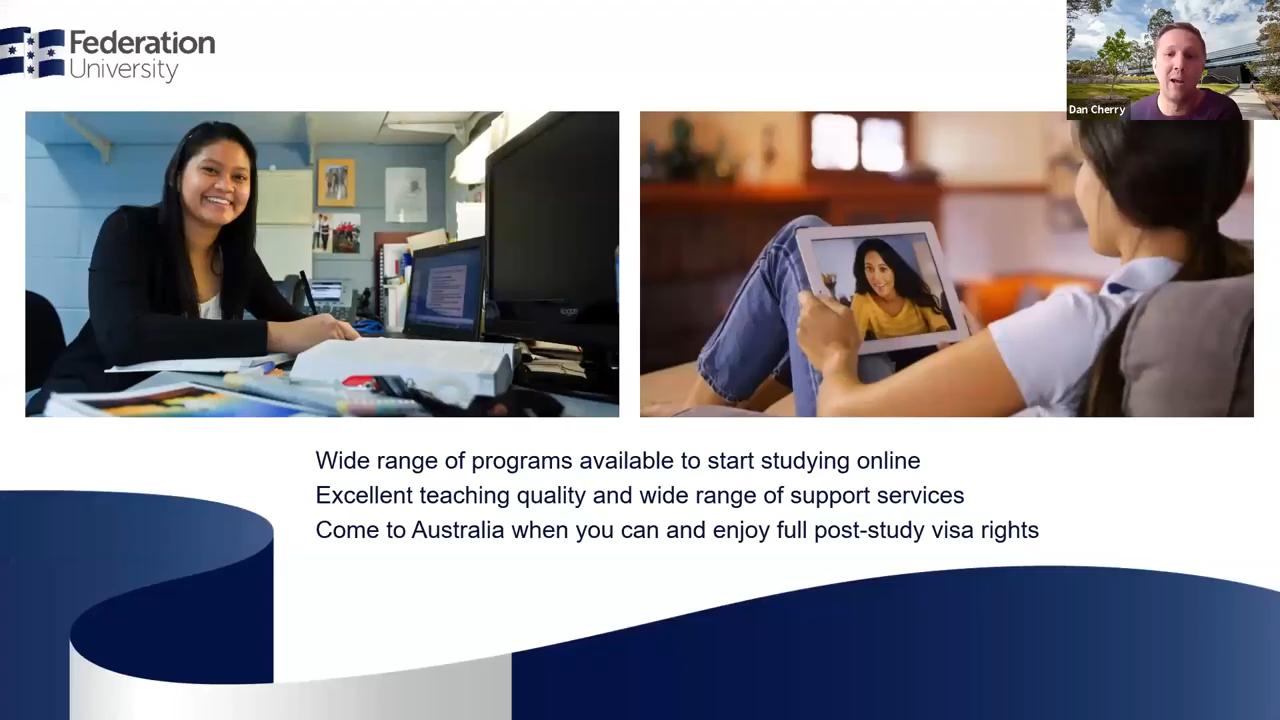 Federation
University
Dan Cherry
Wide range of programs available to start studying online
Excellent teaching quality and wide range of support services
Come to Australia when you can and enjoy full post-study visa rights